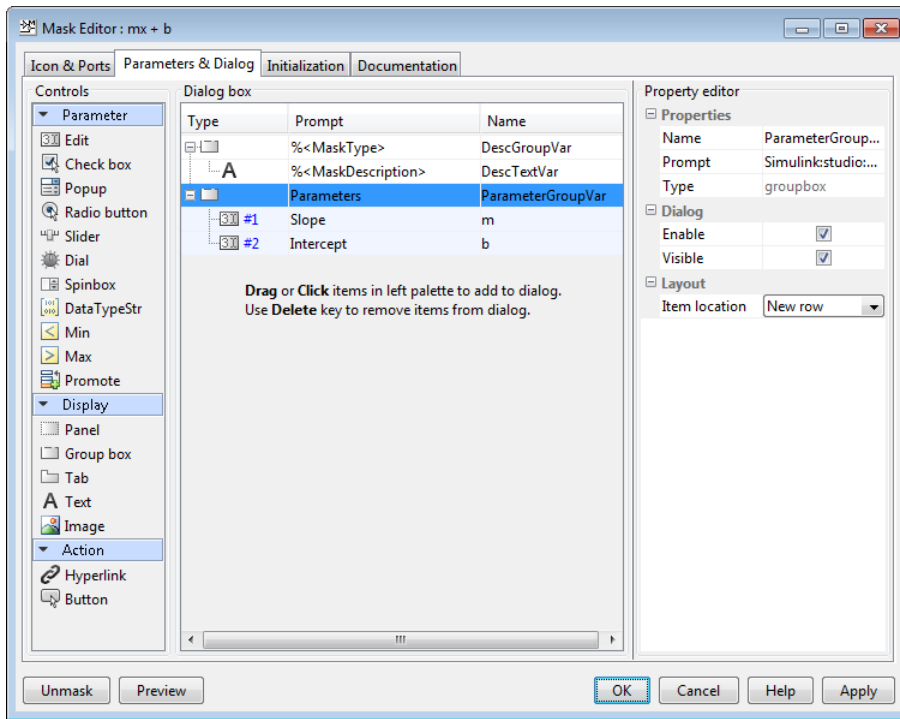 Mask Editor : mx + b
Icon & Ports Parameters & Dialog Initialization Documentation
Controls
Parameter
Edit
Check box
Popup
Radio button
Slider
Dial
Spinbox
DataTypeStr
Min
Max
Promote
Display
Panel
Group box
Tab
Text
Image
Action
Hyperlink
Button
Dialog box
Type Prompt Name
%<MaskType> DescGroupVar
A %<MaskDescription> DescTextVar
Parameters ParameterGroupVar
#1 Slope m
#2 Intercept b
Drag or Click items in left palette to add to dialog.
Use Delete key to remove items from dialog.
Property editor
Properties
Name ParameterGroup...
Prompt Simulink:studio:...
Type groupbox
Dialog
Enable
Visible
Layout
Item location New row
Unmask Preview OK Cancel Help Apply